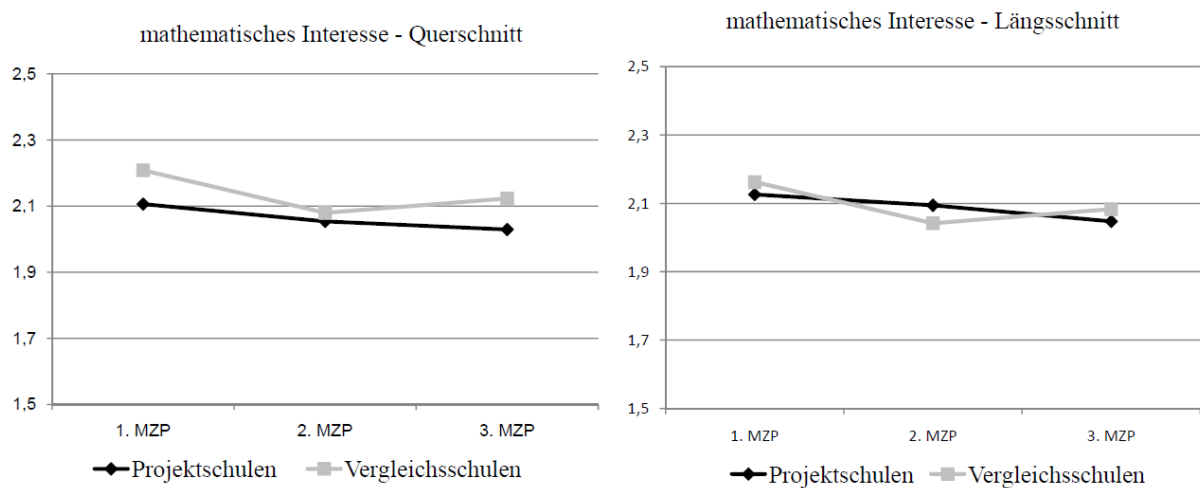 mathematisches Interesse - Querschnitt
2,5
2,3
2,1
1,9
1,7
1,5
1. MZP 2. MZP 3. MZP
Projektschulen Vergleichsschulen
mathematisches Interesse - Längsschnitt
2,5
2,3
2,1
1,9
1,7
1,5
1. MZP 2. MZP 3. MZP
Projektschulen Vergleichsschulen